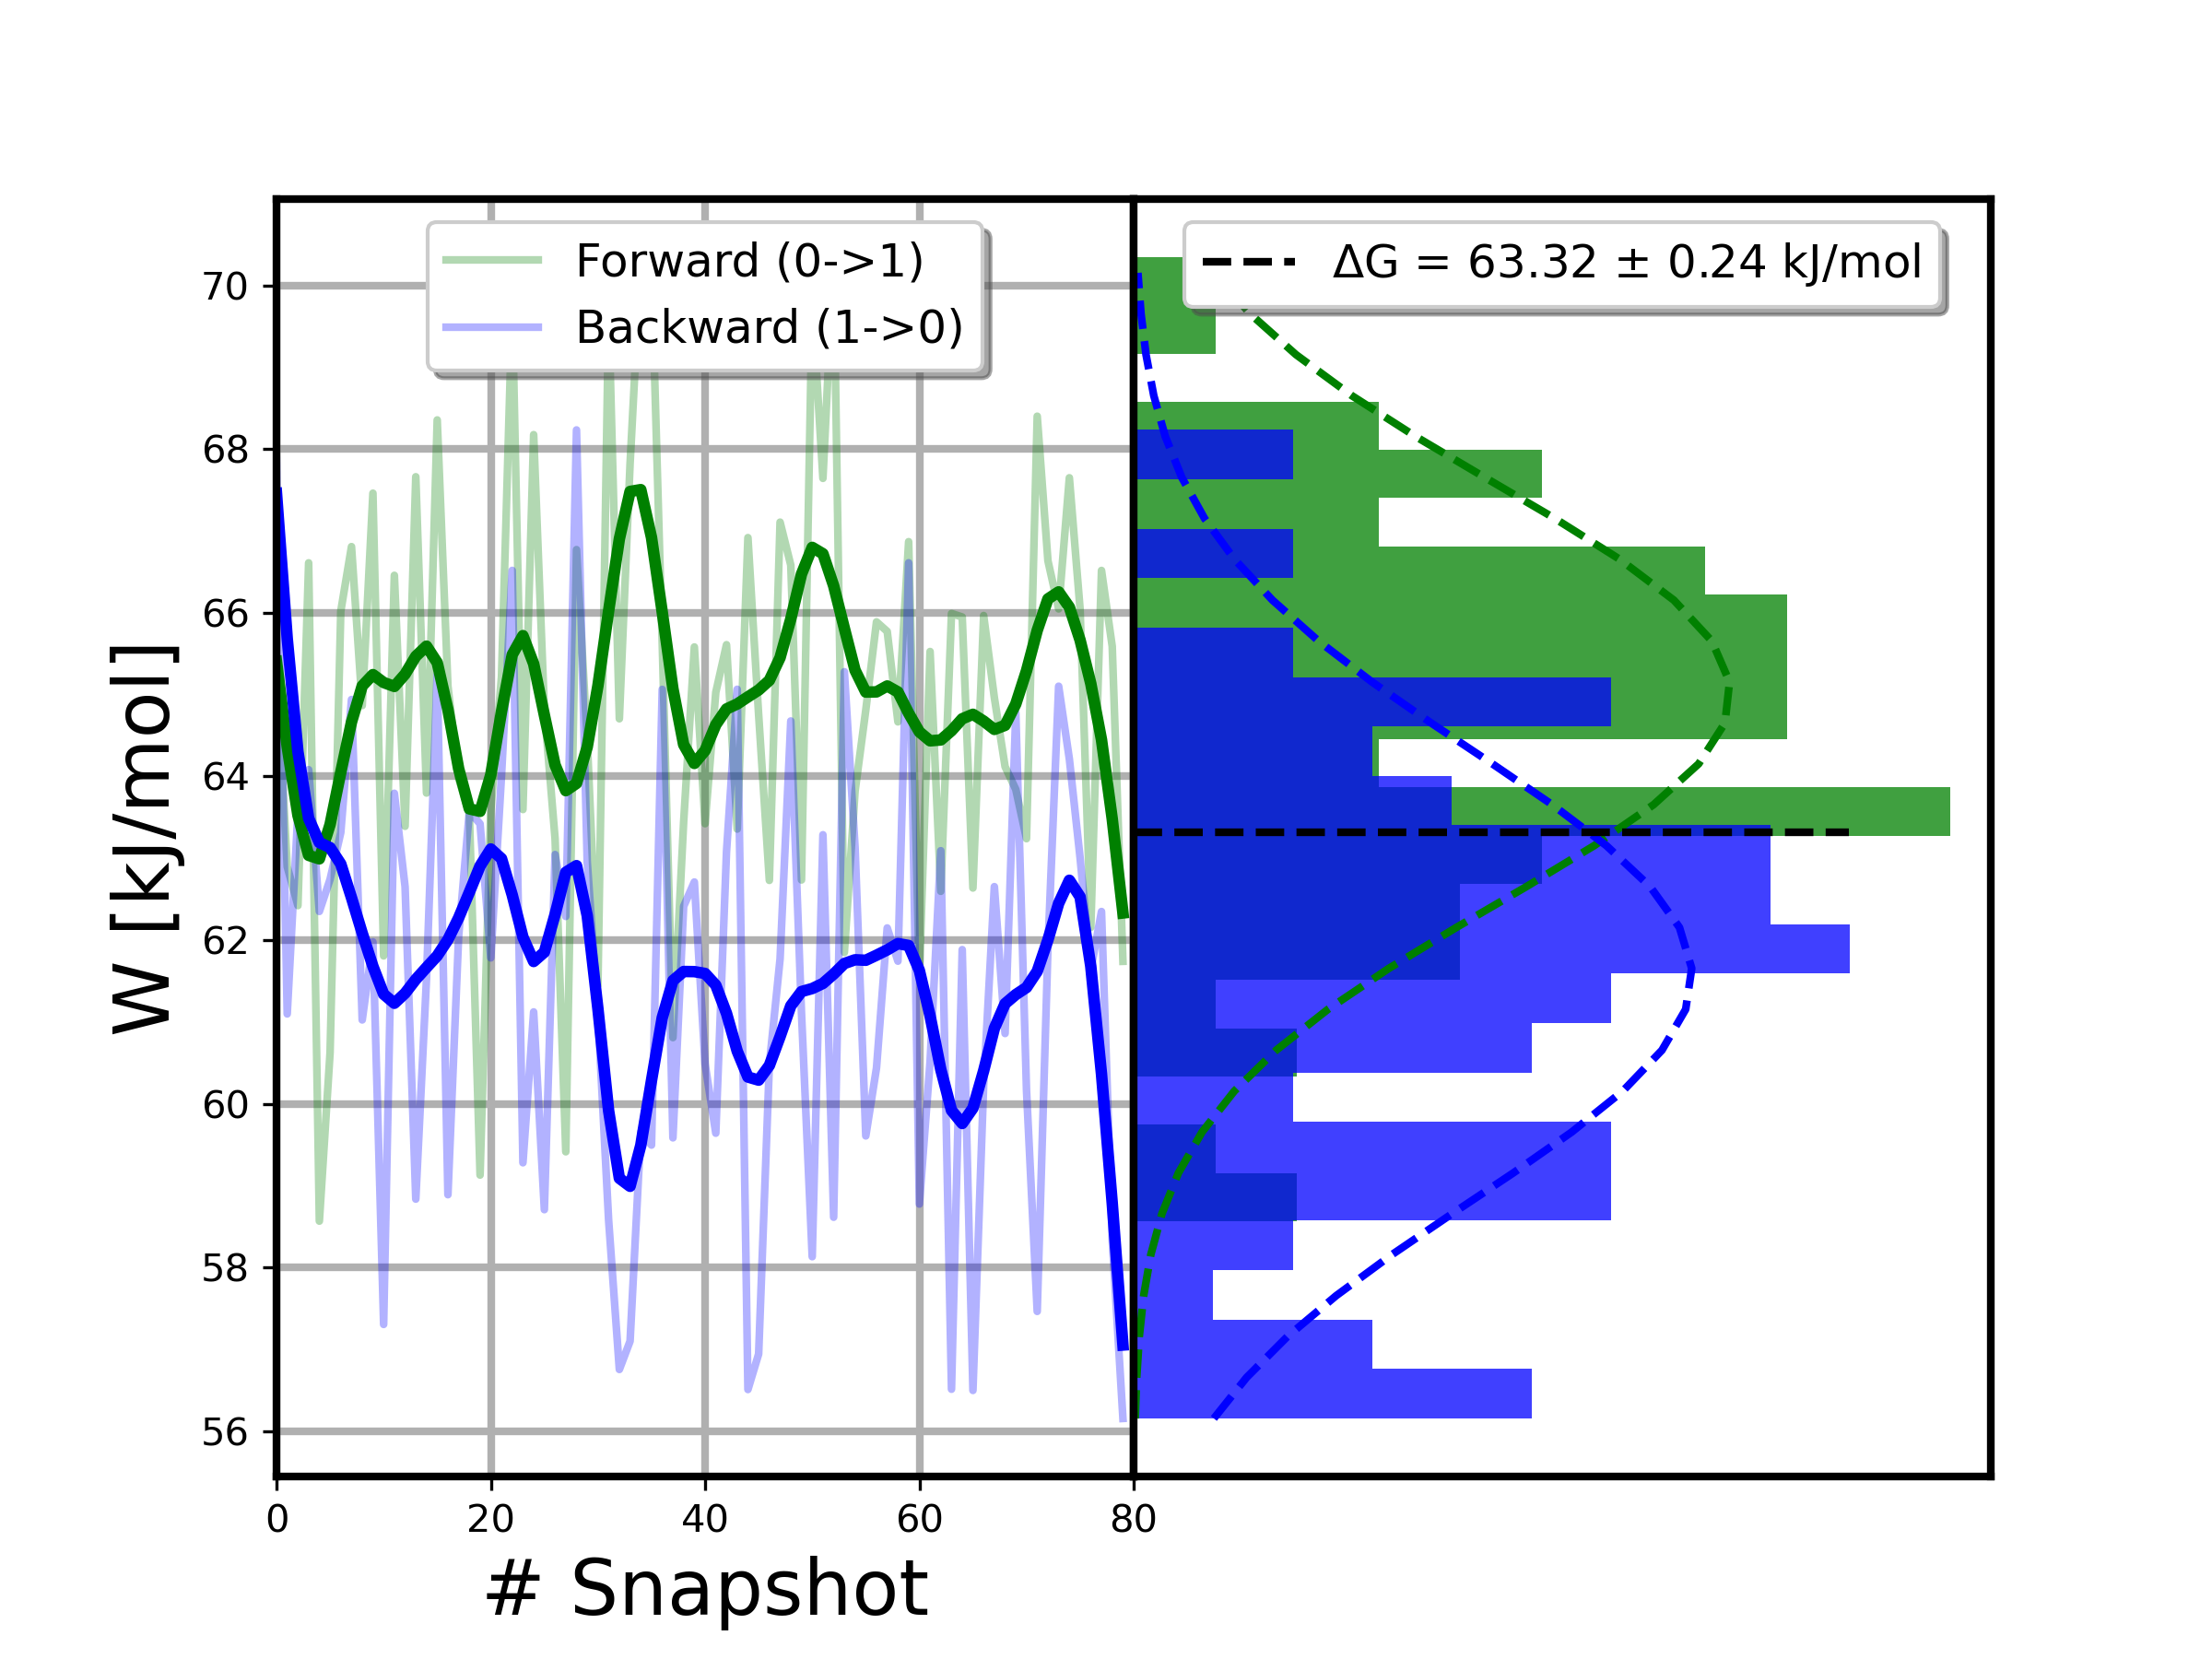 Forward (0->1)
Backward (1->0)
ΔG = 63.32 ± 0.24 kJ/mol
70
68
66
64
62
60
58
56
W [kJ/mol]
0 20 40 60 80
# Snapshot